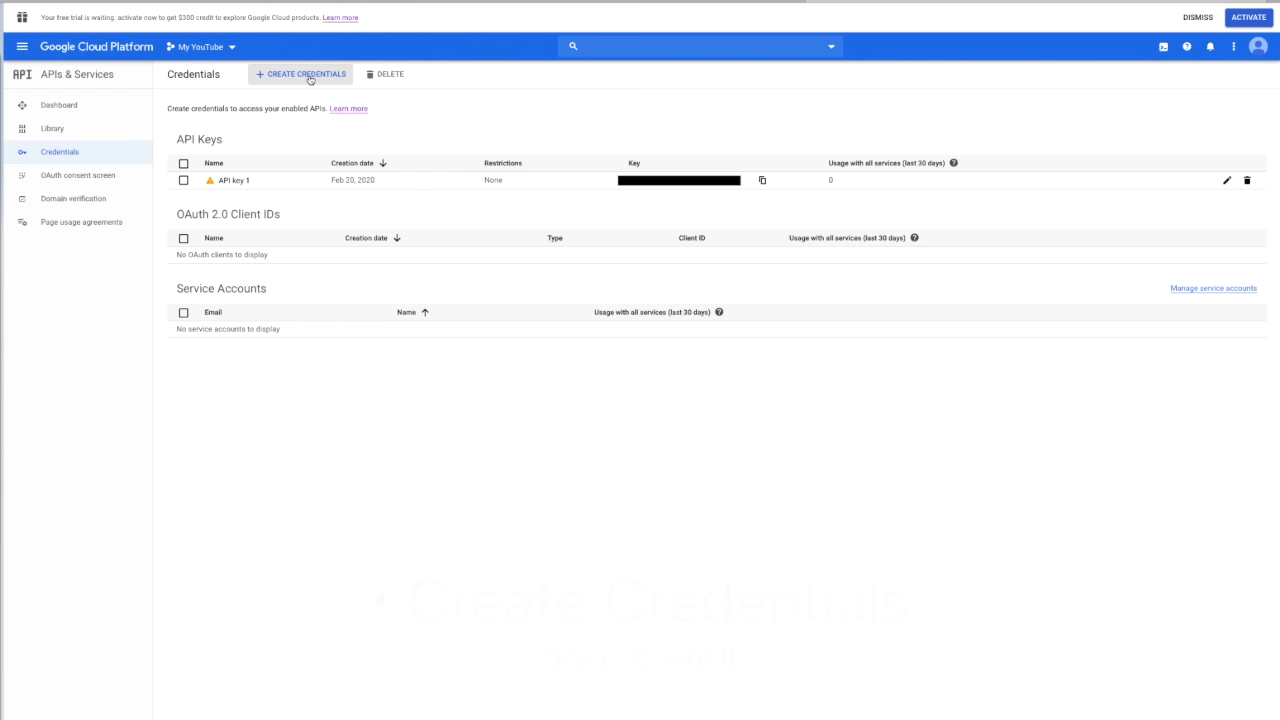 Your free trial is waiting: activate now to get $300 credit to explore Google Cloud products. Learn more
DISMISS
ACTIVATE
Google Cloud Platform
My YouTube
API APIs & Services
Credentials
+ CREATE CREDENTIALS
DELETE
Dashboard
Library
Credentials
OAuth consent screen
Domain verification
Page usage agreements
Create credentials to access your enabled APIs. Learn more
API Keys
Name Creation date Restrictions Key Usage with all services (last 30 days)
API key 1 Feb 20, 2020 None 0
OAuth 2.0 Client IDs
Name Creation date Type Client ID Usage with all services (last 30 days)
No OAuth clients to display
Service Accounts
Manage service accounts
Email Name Usage with all services (last 30 days)
No service accounts to display
• Create Credentials